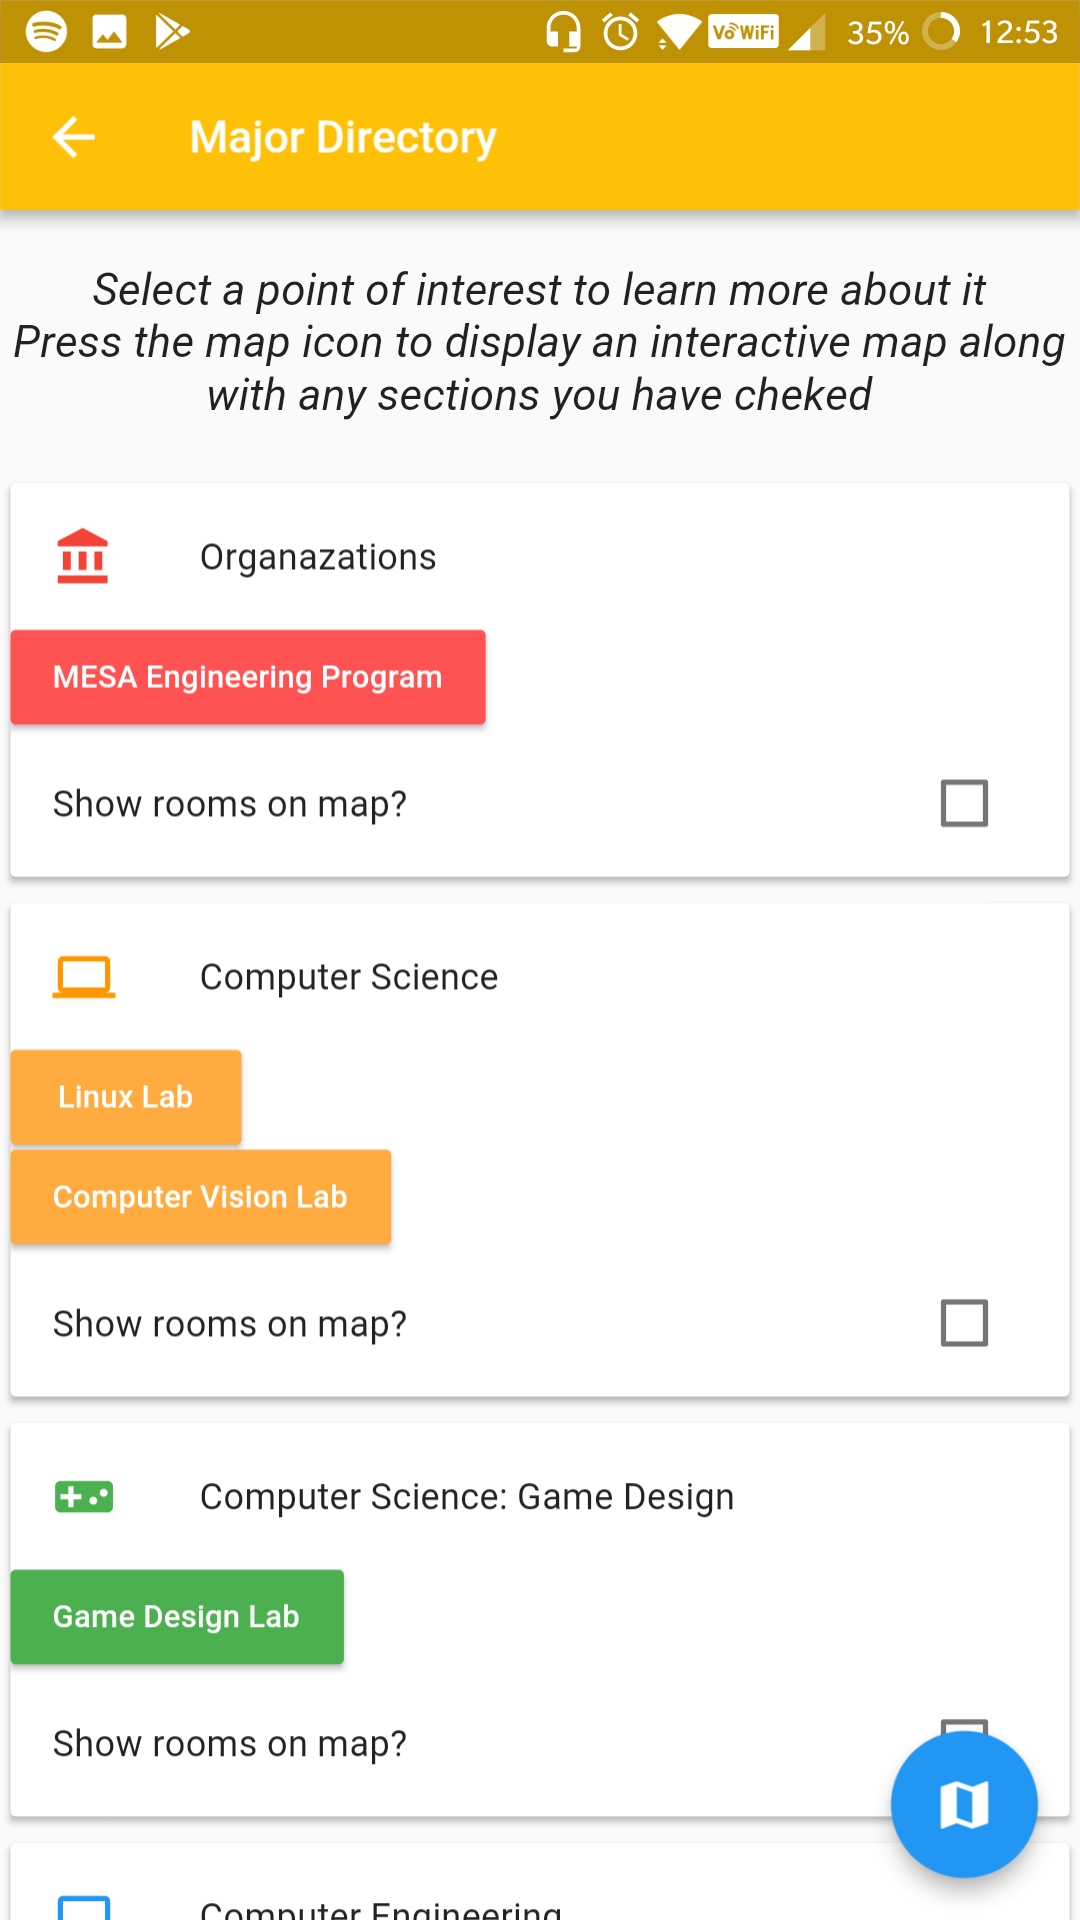 Vo WiFi 35% 12:53
Major Directory
Select a point of interest to learn more about it
Press the map icon to display an interactive map along
with any sections you have cheked
Organazations
MESA Engineering Program
Show rooms on map?
Computer Science
Linux Lab
Computer Vision Lab
Show rooms on map?
Computer Science: Game Design
Game Design Lab
Show rooms on map?
Computer Engineering